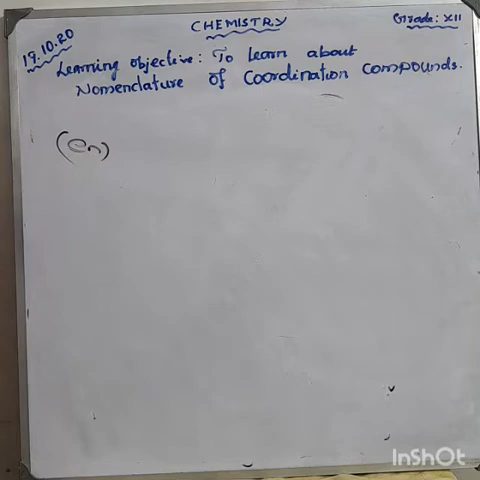 CHEMISTRY
Grade: XII
19.10.20
Learning objective: To learn about
Nomenclature of Coordination compounds.
(en)
InShOt